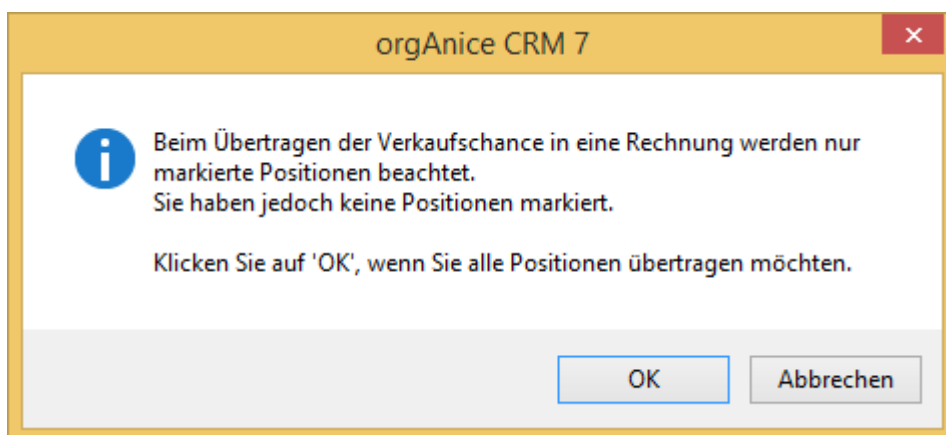 orgAnice CRM 7
Beim Übertragen der Verkaufschance in eine Rechnung werden nur
markierte Positionen beachtet.
Sie haben jedoch keine Positionen markiert.
Klicken Sie auf 'OK', wenn Sie alle Positionen übertragen möchten.
OK
Abbrechen